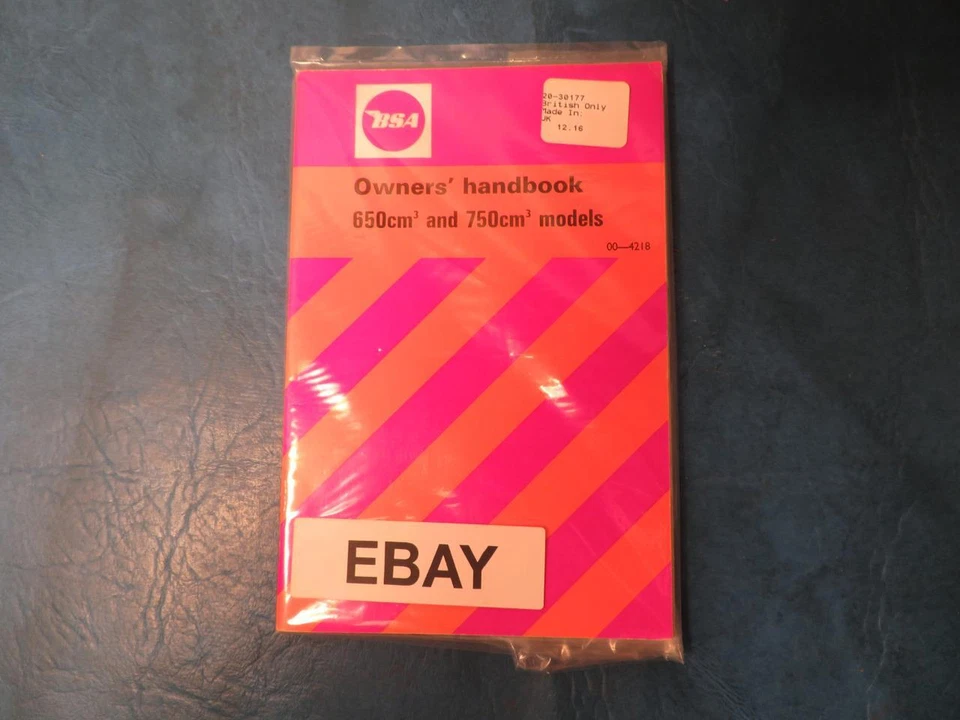 BSA
20-30177
British Only
Made In:
UK
12.16
Owners' handbook
650cm³ and 750cm³ models
00—4218
EBAY